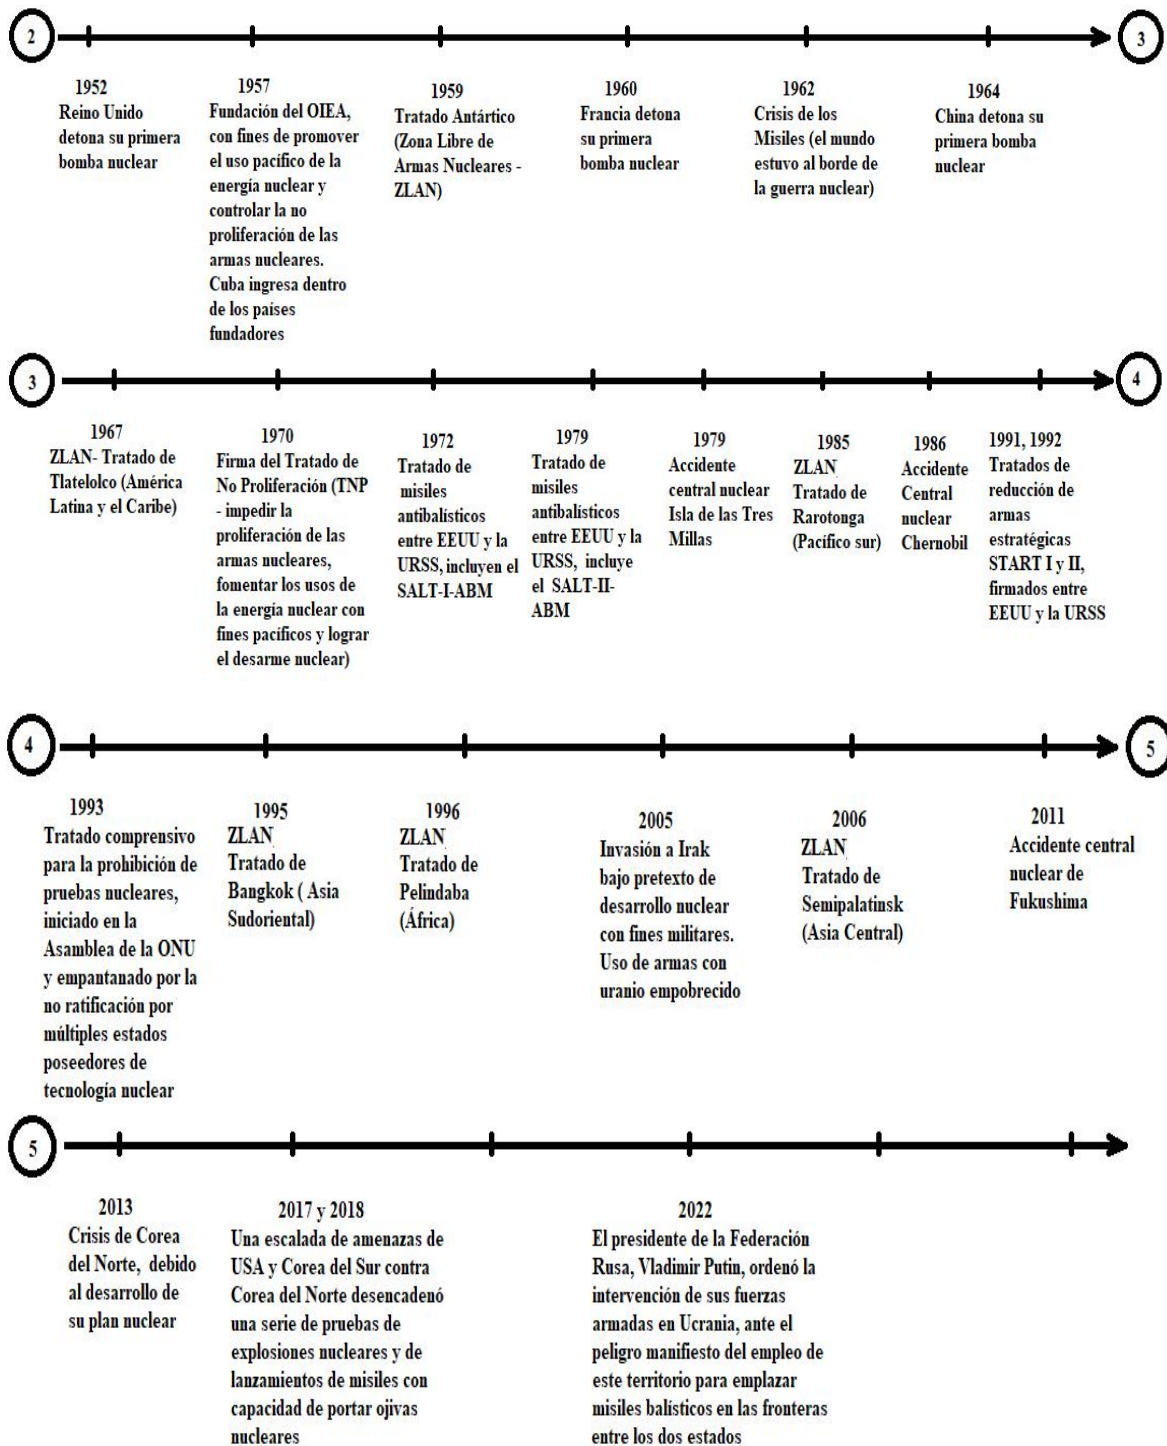 2
3
1952
Reino Unido
detona su primera
bomba nuclear
1957
Fundación del OIEA,
con fines de promover
el uso pacífico de la
energía nuclear y
controlar la no
proliferación de las
armas nucleares.
Cuba ingresa dentro
de los países
fundadores
1959
Tratado Antártico
(Zona Libre de
Armas Nucleares -
ZLAN)
1960
Francia detona
su primera
bomba nuclear
1962
Crisis de los
Misiles (el mundo
estuvo al borde de
la guerra nuclear)
1964
China detona su
primera bomba
nuclear
3
4
1967
ZLAN- Tratado de
Tlatelolco (América
Latina y el Caribe)
1970
Firma del Tratado de
No Proliferación (TNP
- impedir la
proliferación de las
armas nucleares,
fomentar los usos de
la energía nuclear con
fines pacíficos y lograr
el desarme nuclear)
1972
Tratado de
misiles
antibalísticos
entre EEUU y la
URSS, incluyen el
SALT-I-ABM
1979
Tratado de
misiles
antibalísticos
entre EEUU y la
URSS, incluye
el SALT-II-
ABM
1979
Accidente
central nuclear
Isla de las Tres
Millas
1985
ZLAN
Tratado de
Rarotonga
(Pacífico sur)
1986
Accidente
Central
nuclear
Chernobil
1991, 1992
Tratados de
reducción de
armas
estratégicas
START I y II,
firmados entre
EEUU y la URSS
4
5
1993
Tratado comprensivo
para la prohibición de
pruebas nucleares,
iniciado en la
Asamblea de la ONU
y empantanado por la
no ratificación por
múltiples estados
poseedores de
tecnología nuclear
1995
ZLAN
Tratado de
Bangkok ( Asia
Sudoriental)
1996
ZLAN
Tratado de
Pelindaba
(África)
2005
Invasión a Irak
bajo pretexto de
desarrollo nuclear
con fines militares.
Uso de armas con
uranio empobrecido
2006
ZLAN
Tratado de
Semipalatinsk
(Asia Central)
2011
Accidente central
nuclear de
Fukushima
5
2013
Crisis de Corea
del Norte, debido
al desarrollo de
su plan nuclear
2017 y 2018
Una escalada de amenazas de
USA y Corea del Sur contra
Corea del Norte desencadenó
una serie de pruebas de
explosiones nucleares y de
lanzamientos de misiles con
capacidad de portar ojivas
nucleares
2022
El presidente de la Federación
Rusa, Vladimir Putin, ordenó la
intervención de sus fuerzas
armadas en Ucrania, ante el
peligro manifiesto del empleo de
este territorio para emplazar
misiles balísticos en las fronteras
entre los dos estados